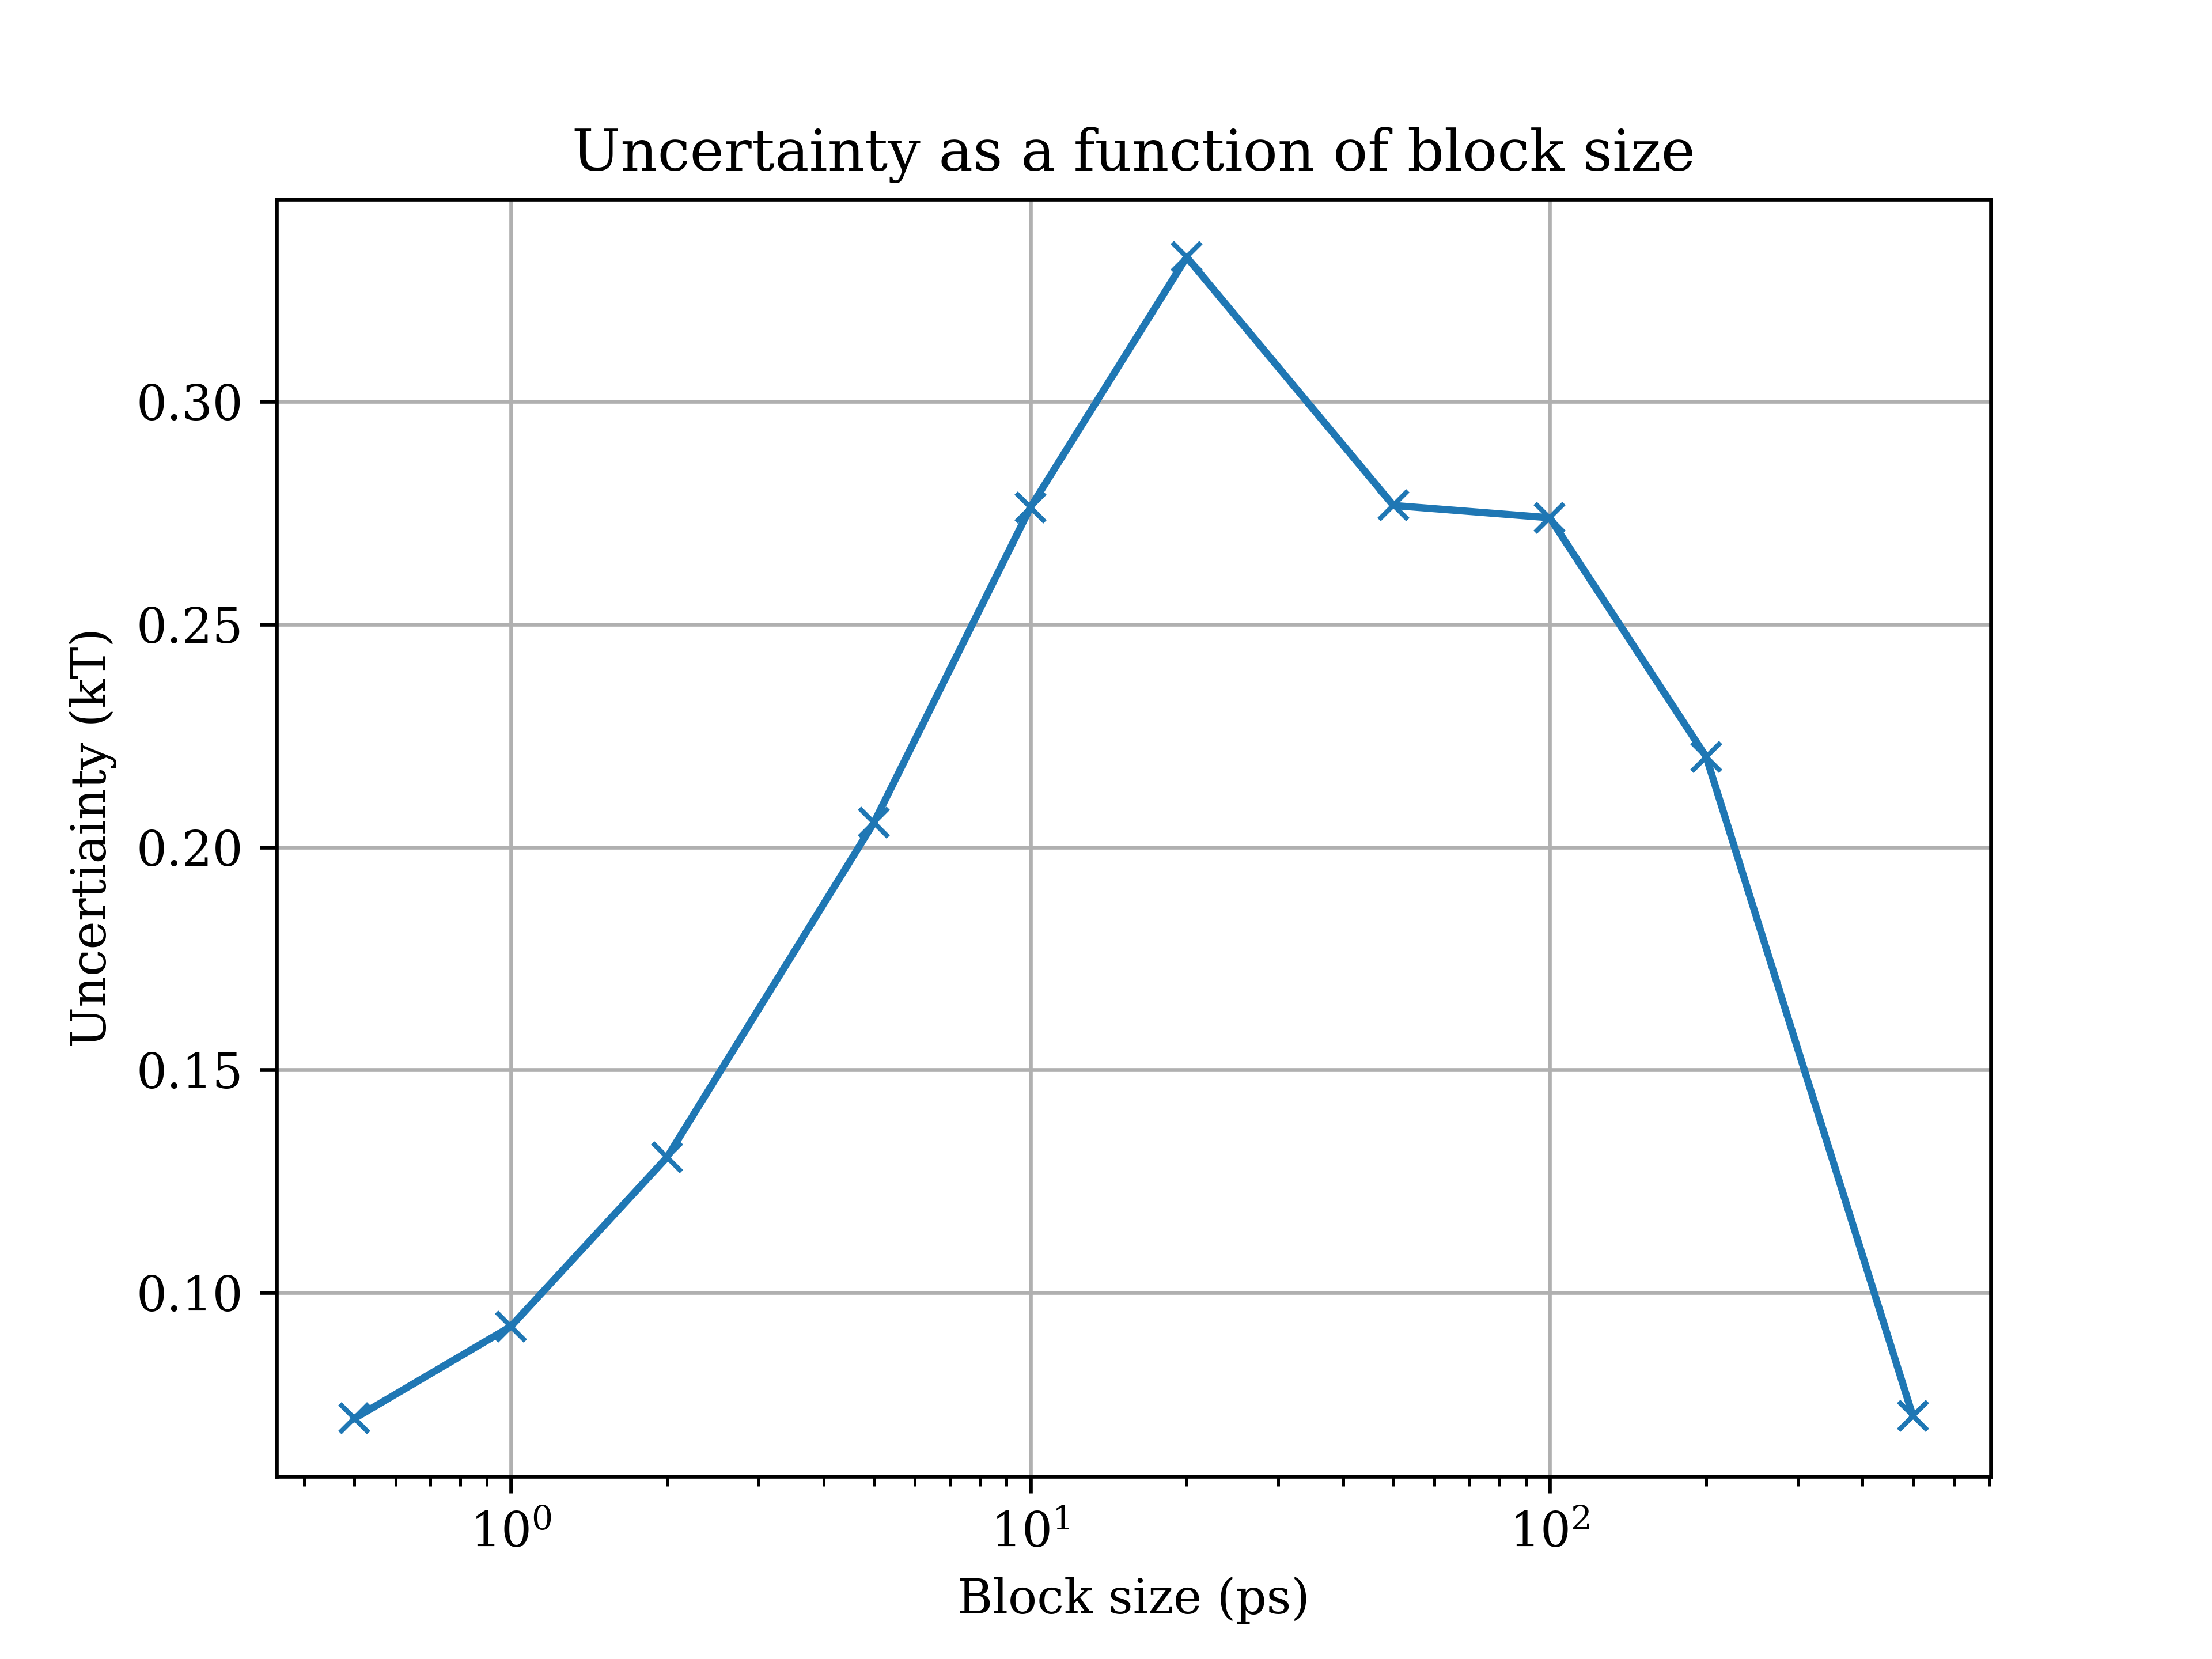 Uncertainty as a function of block size
0.30
0.25
0.20
0.15
0.10
Uncertiainty (kT)
10⁰
10¹
10²
Block size (ps)